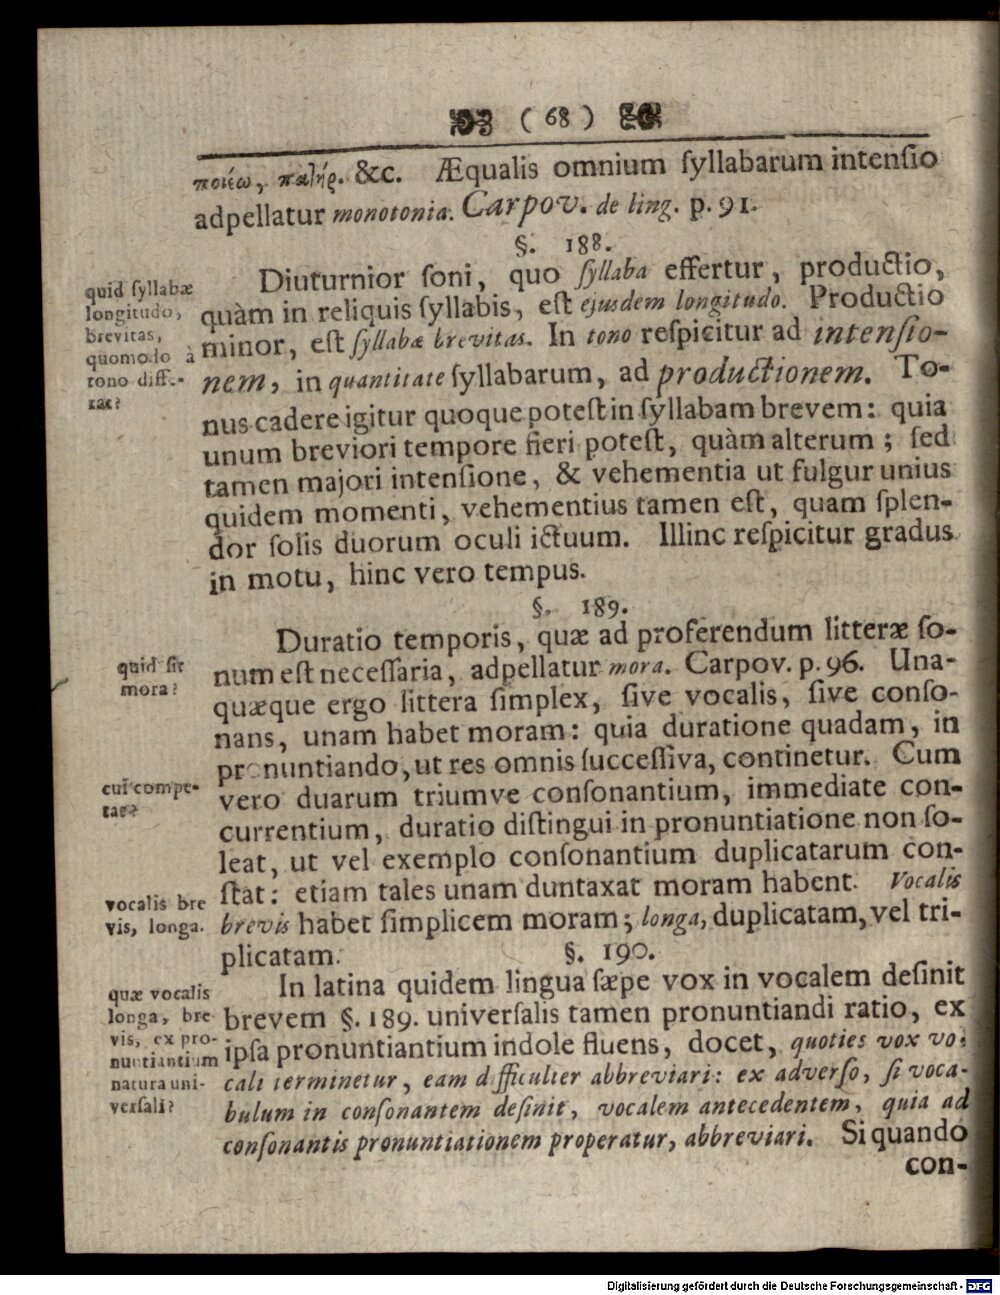 ( 68 )
ποιέω, πατήρ. &c. Æqualis omnium ſyllabarum intenſio
adpellatur monotonia. Carpov. de ling. p. 91.
§. 188.
quid ſyllabæ
longitudo,
brevitas,
quomodo à
tono diffe-
rat?
Diuturnior ſoni, quo ſyllaba effertur, productio,
quàm in reliquis ſyllabis, eſt ejusdem longitudo. Productio
minor, eſt ſyllabæ brevitas. In tono reſpicitur ad intenſio-
nem, in quantitate ſyllabarum, ad productionem. To-
nus cadere igitur quoque poteſt in ſyllabam brevem: quia
unum breviori tempore fieri poteſt, quàm alterum; ſed
tamen majori intenſione, & vehementia ut fulgur unius
quidem momenti, vehementius tamen eſt, quam ſplen-
dor ſolis duorum oculi ictuum. Illinc reſpicitur gradus
in motu, hinc vero tempus.
§. 189.
quid ſit
mora?
cui compe-
tat?
vocalis bre
vis, longa.
Duratio temporis, quæ ad proferendum litteræ ſo-
num eſt neceſſaria, adpellatur mora. Carpov. p. 96. Una-
quæque ergo littera ſimplex, ſive vocalis, ſive conſo-
nans, unam habet moram: quia duratione quadam, in
pronuntiando, ut res omnis ſucceſſiva, continetur. Cum
vero duarum triumve conſonantium, immediate con-
currentium, duratio diſtingui in pronuntiatione non ſo-
leat, ut vel exemplo conſonantium duplicatarum con-
ſtat: etiam tales unam duntaxat moram habent. Vocalis
brevis habet ſimplicem moram; longa, duplicatam, vel tri-
plicatam.
§. 190.
quæ vocalis
longa, bre
vis, ex pro-
nuntiantium
natura uni-
verſali?
In latina quidem lingua ſæpe vox in vocalem deſinit
brevem §. 189. univerſalis tamen pronuntiandi ratio, ex
ipſa pronuntiantium indole fluens, docet, quoties vox vo-
cali terminetur, eam difficulter abbreviari: ex adverſo, ſi voca-
bulum in conſonantem deſinit, vocalem antecedentem, quia ad
conſonantis pronuntiationem properatur, abbreviari. Si quando
con-
Digitalisierung gefördert durch die Deutsche Forschungsgemeinschaft - DFG